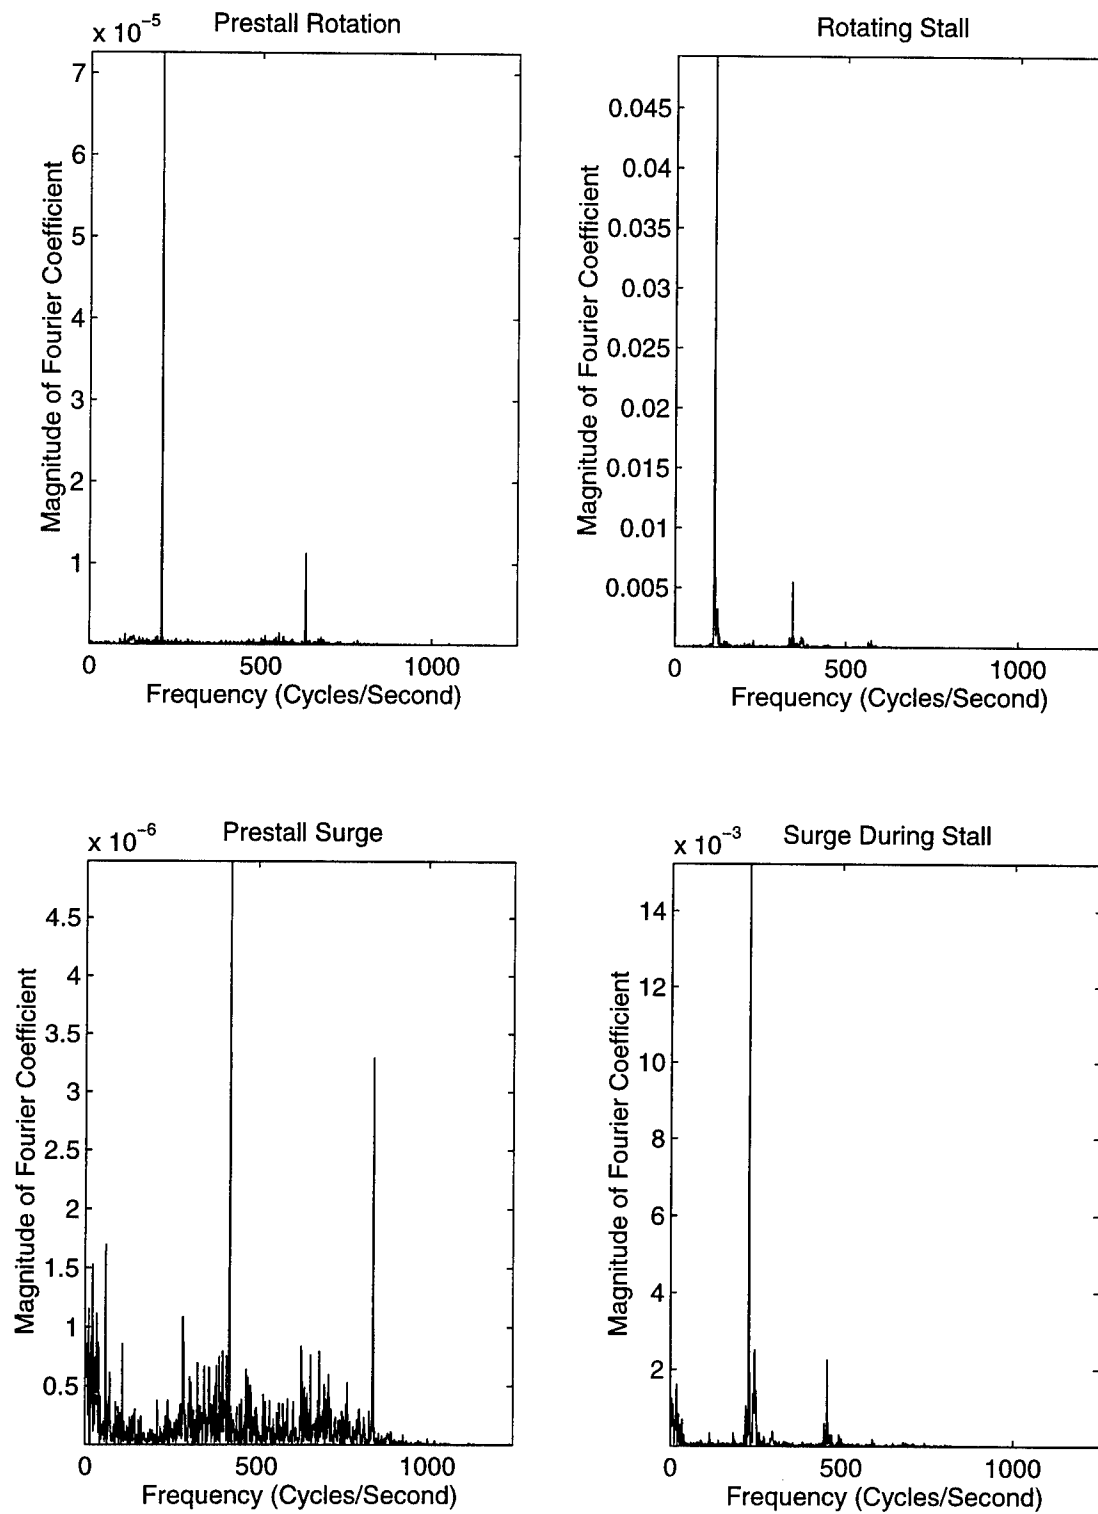 x 10⁻⁵ Prestall Rotation
7
6
5
4
3
2
1
Magnitude of Fourier Coefficient
0 500 1000
Frequency (Cycles/Second)
Rotating Stall
0.045
0.04
0.035
0.03
0.025
0.02
0.015
0.01
0.005
Magnitude of Fourier Coefficient
0 500 1000
Frequency (Cycles/Second)
x 10⁻⁶ Prestall Surge
4.5
4
3.5
3
2.5
2
1.5
1
0.5
Magnitude of Fourier Coefficient
0 500 1000
Frequency (Cycles/Second)
x 10⁻³ Surge During Stall
14
12
10
8
6
4
2
Magnitude of Fourier Coefficient
0 500 1000
Frequency (Cycles/Second)